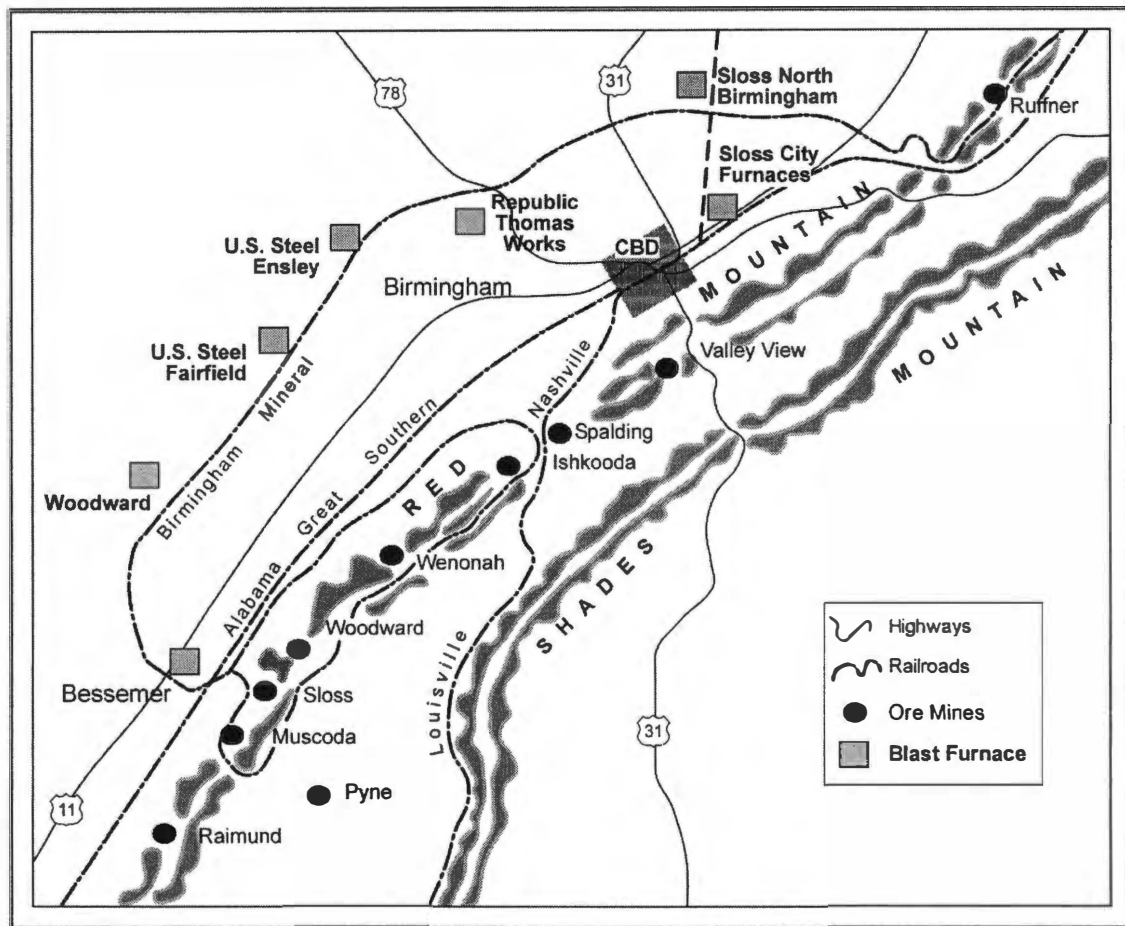 78
31
Sloss North
Birmingham
Ruffner
Sloss City
Furnaces
Republic
Thomas
Works
U.S. Steel
Ensley
CBD
Birmingham
MOUNTAIN
MOUNTAIN
U.S. Steel
Fairfield
Valley View
Birmingham Mineral
Alabama Great Southern
Louisville Nashville
Spalding
Ishkooda
RED
Woodward
Wenonah
SHADES
Woodward
Bessemer
Sloss
Muscoda
Pyne
Raimund
11
31
Highways
Railroads
Ore Mines
Blast Furnace